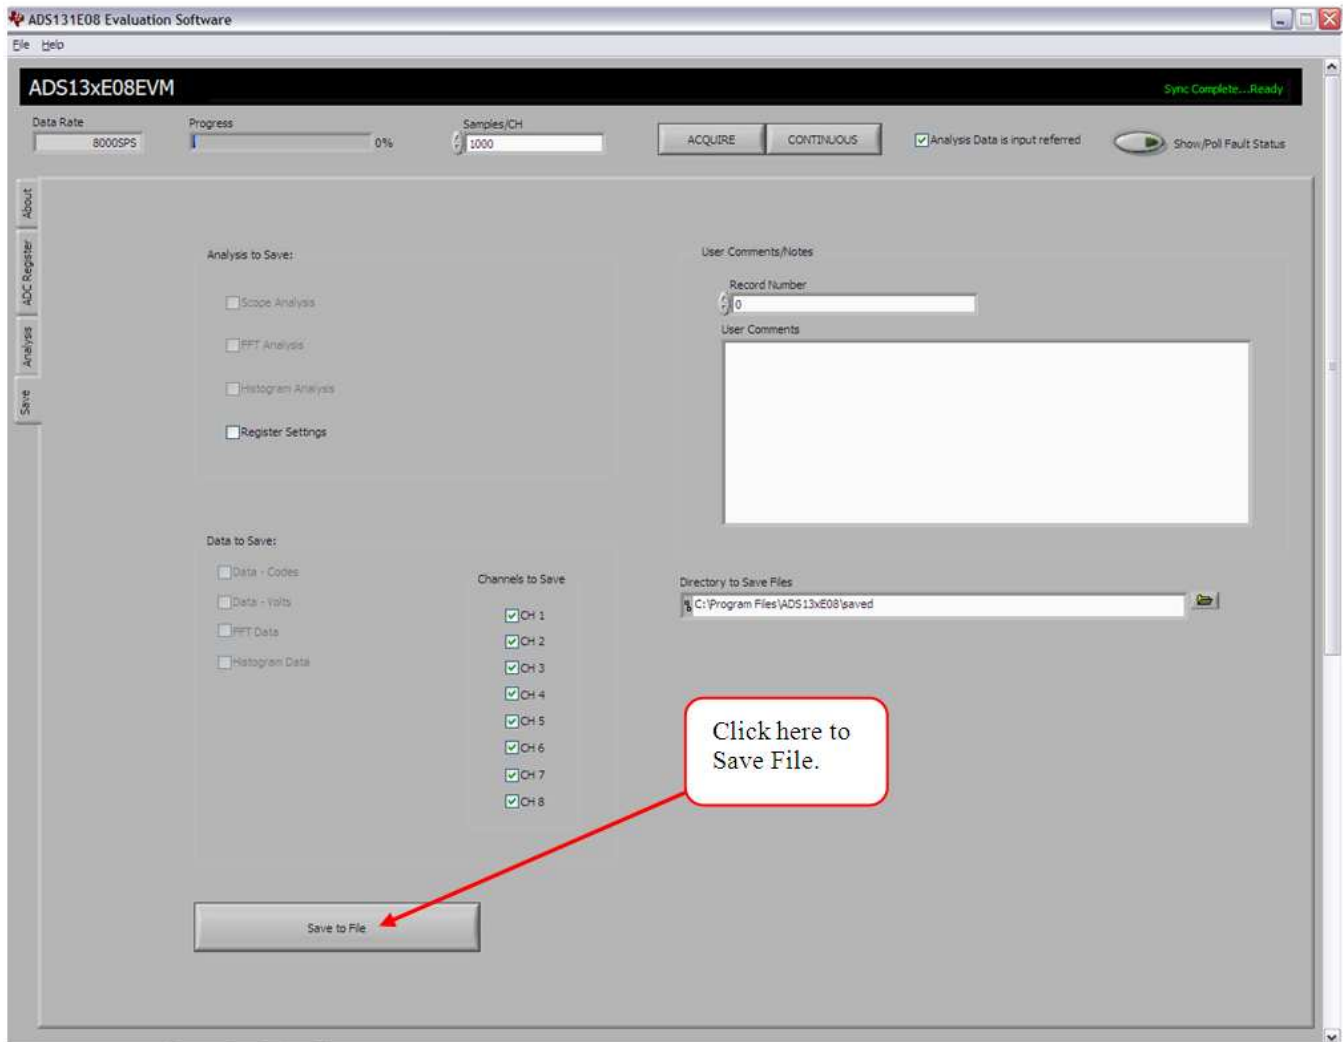 ADS131E08 Evaluation Software
File Help
ADS13xE08EVM
Sync Complete...Ready
Data Rate
8000SPS
Progress
0%
Samples/CH
1000
ACQUIRE
CONTINUOUS
Analysis Data is input referred
Show/Poll Fault Status
About
ADC Register
Analysis
Save
Analysis to Save:
Scope Analysis
FFT Analysis
Histogram Analysis
Register Settings
User Comments/Notes
Record Number
0
User Comments
Data to Save:
Data - Codes
Data - Volts
FFT Data
Histogram Data
Channels to Save
CH 1
CH 2
CH 3
CH 4
CH 5
CH 6
CH 7
CH 8
Directory to Save Files
C:\Program Files\ADS13xE08\saved
Click here to
Save File.
Save to File